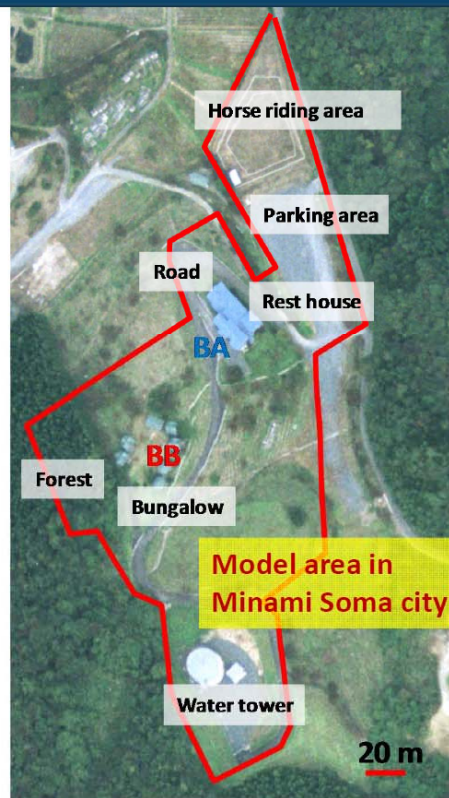 Horse riding area
Parking area
Road
Rest house
BA
BB
Forest
Bungalow
Model area in
Minami Soma city
Water tower
20 m